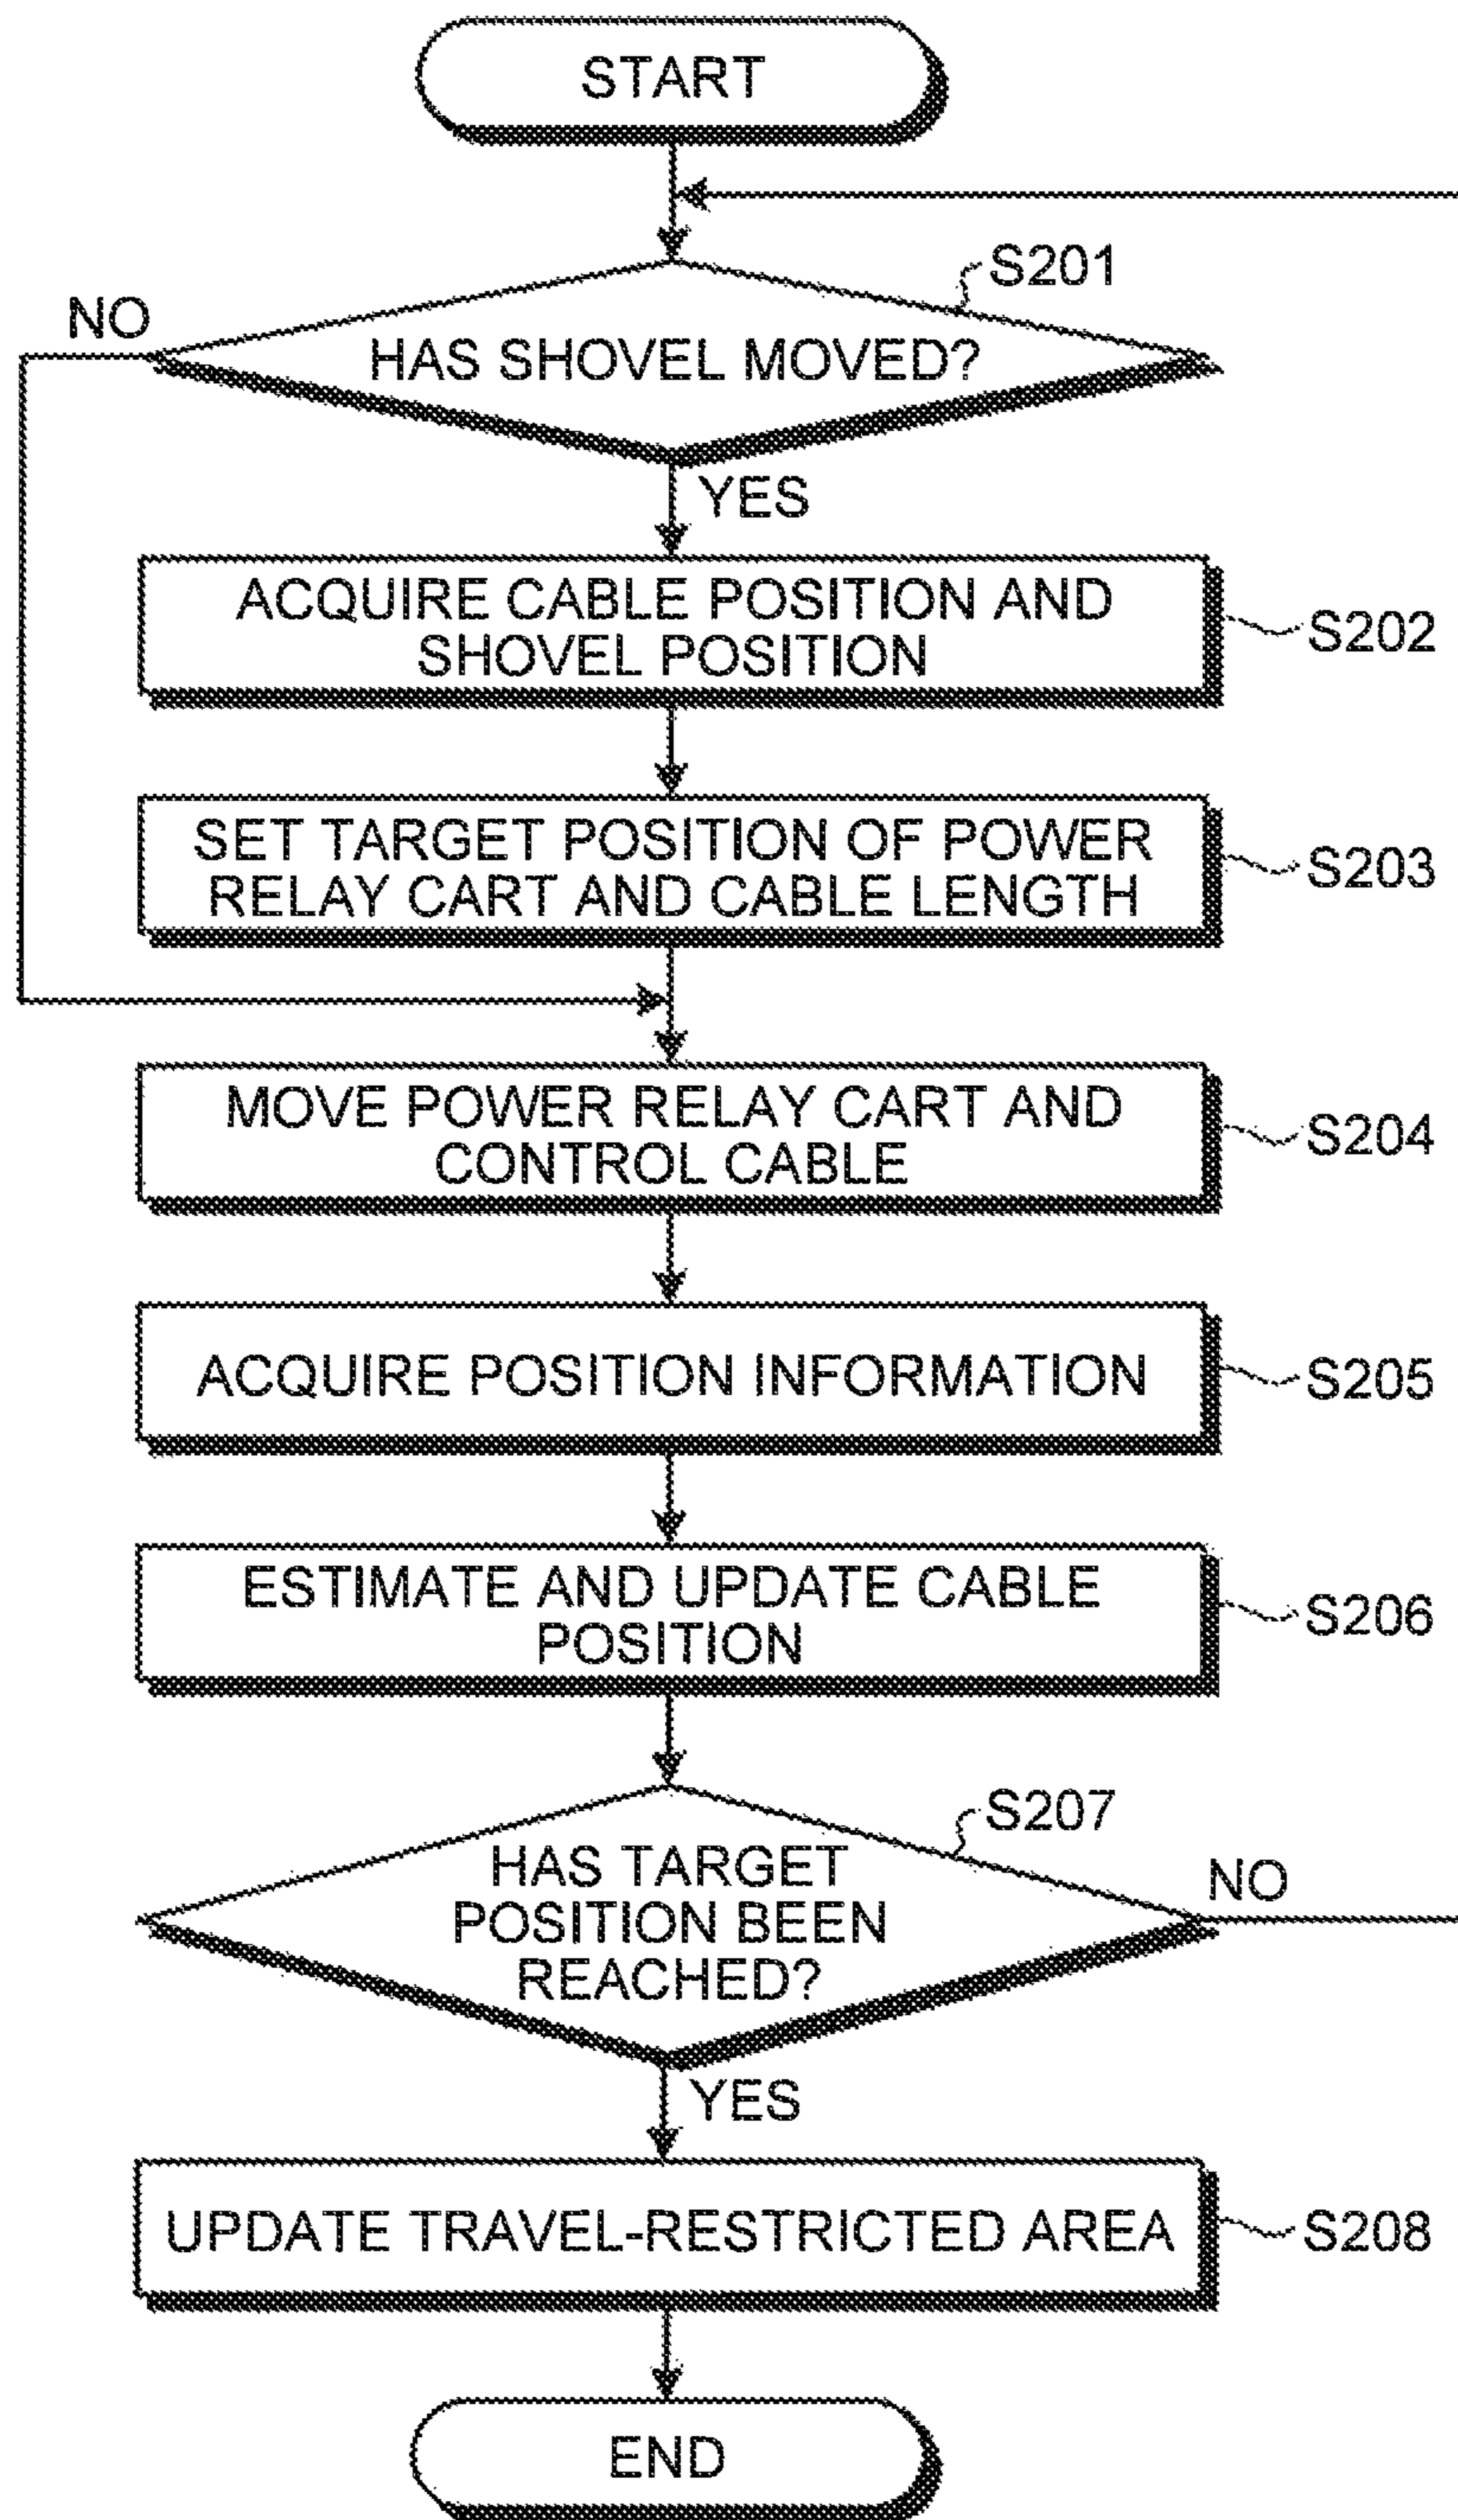 START
S201
NO
HAS SHOVEL MOVED?
YES
ACQUIRE CABLE POSITION AND
SHOVEL POSITION
S202
SET TARGET POSITION OF POWER
RELAY CART AND CABLE LENGTH
S203
MOVE POWER RELAY CART AND
CONTROL CABLE
S204
ACQUIRE POSITION INFORMATION
S205
ESTIMATE AND UPDATE CABLE
POSITION
S206
S207
HAS TARGET
POSITION BEEN
REACHED?
NO
YES
UPDATE TRAVEL-RESTRICTED AREA
S208
END